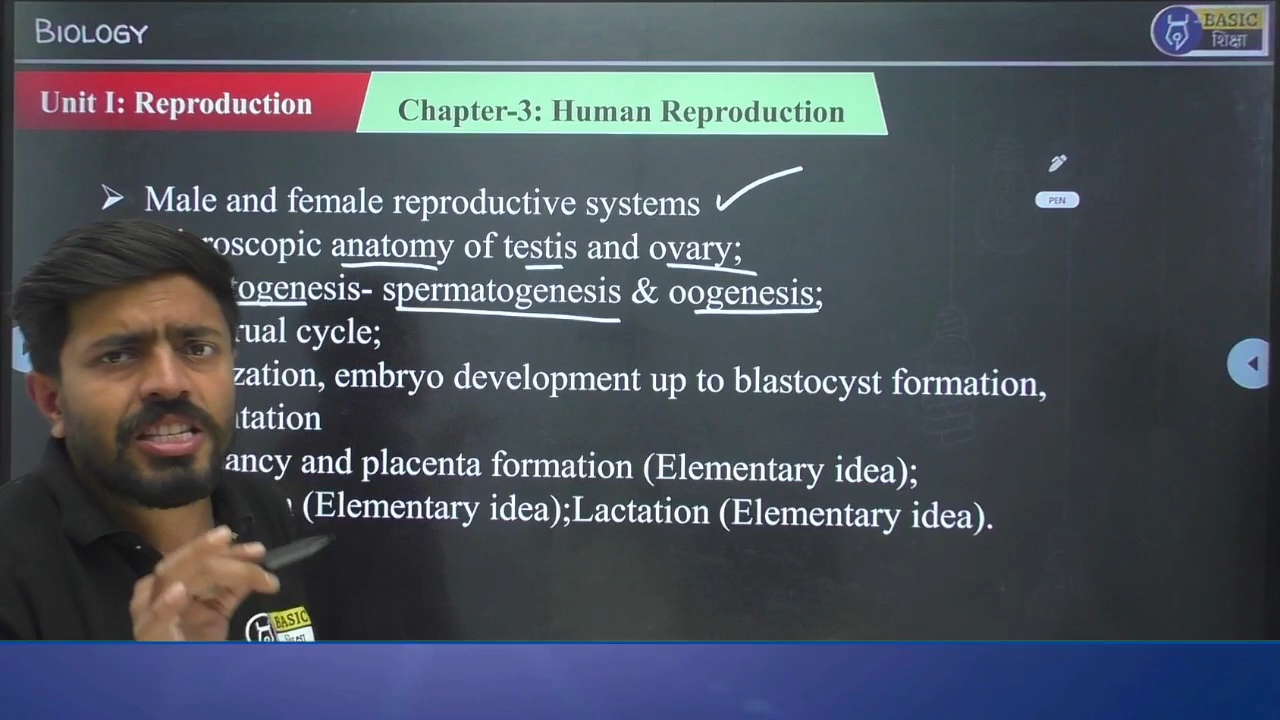 BIOLOGY
BASIC
शिक्षा
Unit I: Reproduction
Chapter-3: Human Reproduction
➢ Male and female reproductive systems
roscopic anatomy of testis and ovary;
togenesis- spermatogenesis & oogenesis;
rual cycle;
zation, embryo development up to blastocyst formation,
ntation
ancy and placenta formation (Elementary idea);
(Elementary idea);Lactation (Elementary idea).
PEN
BASIC